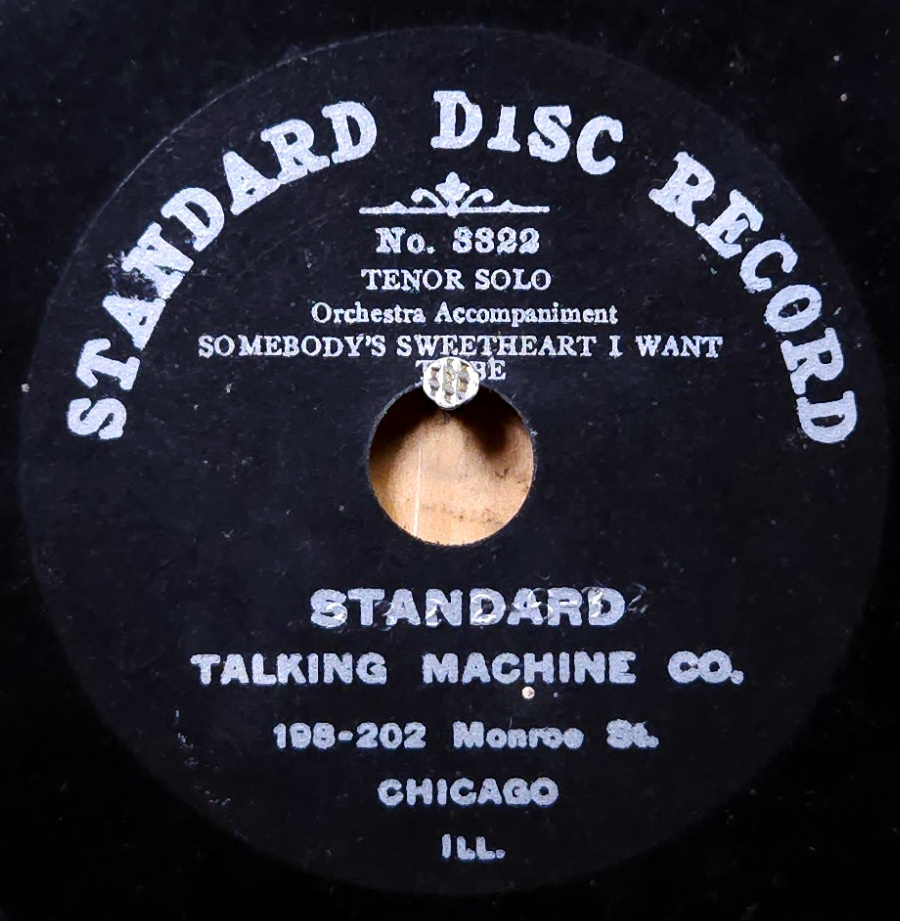 STANDARD DISC RECORD
No. 3322
TENOR SOLO
Orchestra Accompaniment
SOMEBODY'S SWEETHEART I WANT
BE
STANDARD
TALKING MACHINE CO.
198-202 Monroe St.
CHICAGO
ILL.